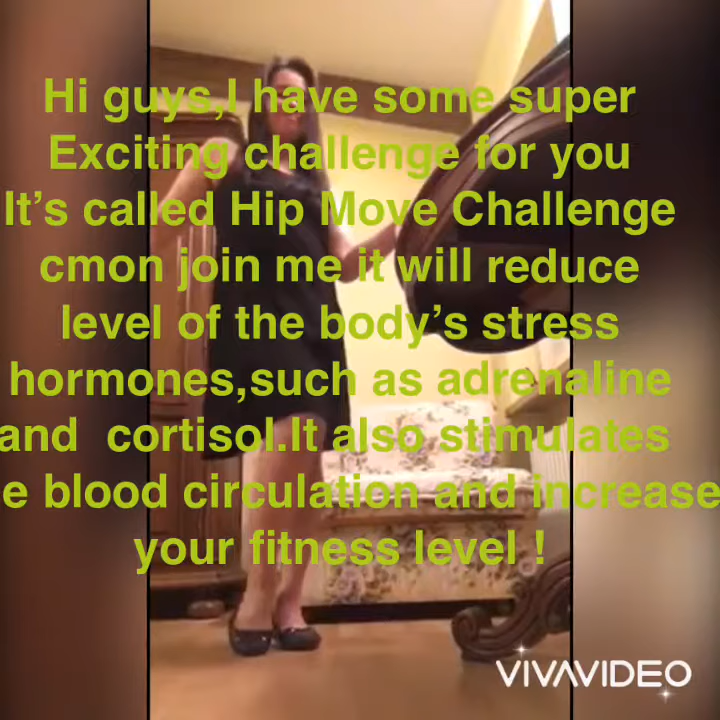 Hi guys,I have some super
Exciting challenge for you
It’s called Hip Move Challenge
cmon join me it will reduce
level of the body’s stress
hormones,such as adrenaline
and cortisol.It also stimulates
e blood circulation and increase
your fitness level !
VIVAVIDEO